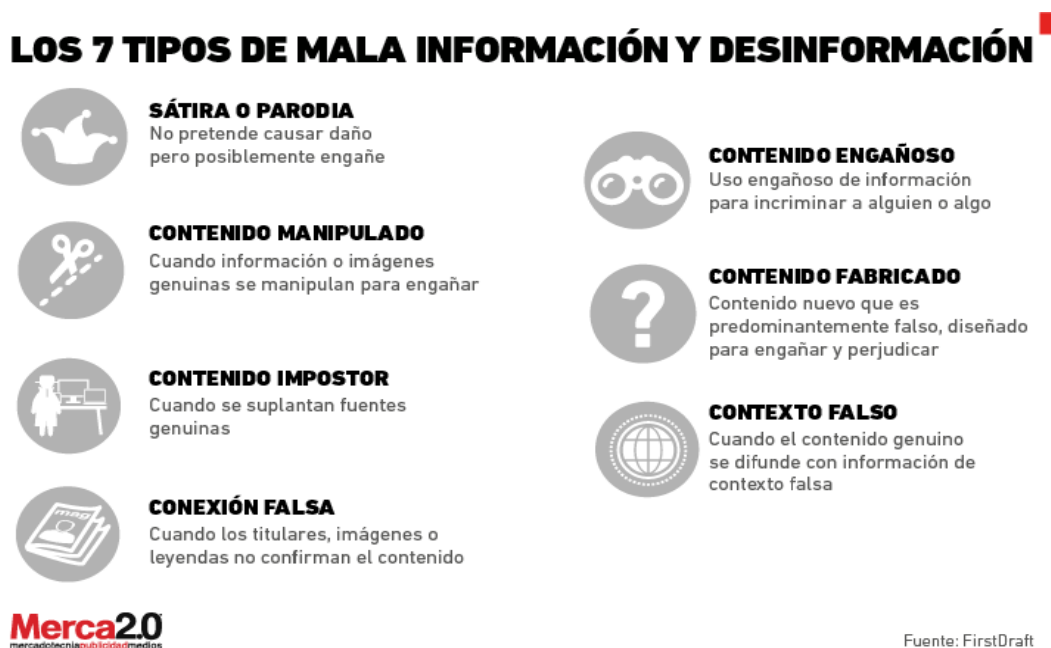 LOS 7 TIPOS DE MALA INFORMACIÓN Y DESINFORMACIÓN
SÁTIRA O PARODIA
No pretende causar daño
pero posiblemente engañe
CONTENIDO MANIPULADO
Cuando información o imágenes
genuinas se manipulan para engañar
CONTENIDO IMPOSTOR
Cuando se suplantan fuentes
genuinas
mag
CONEXIÓN FALSA
Cuando los titulares, imágenes o
leyendas no confirman el contenido
CONTENIDO ENGAÑOSO
Uso engañoso de información
para incriminar a alguien o algo
CONTENIDO FABRICADO
?
Contenido nuevo que es
predominantemente falso, diseñado
para engañar y perjudicar
CONTEXTO FALSO
Cuando el contenido genuino
se difunde con información de
contexto falsa
Merca2.0
mercadotecniapublicidadmedios
Fuente: FirstDraft